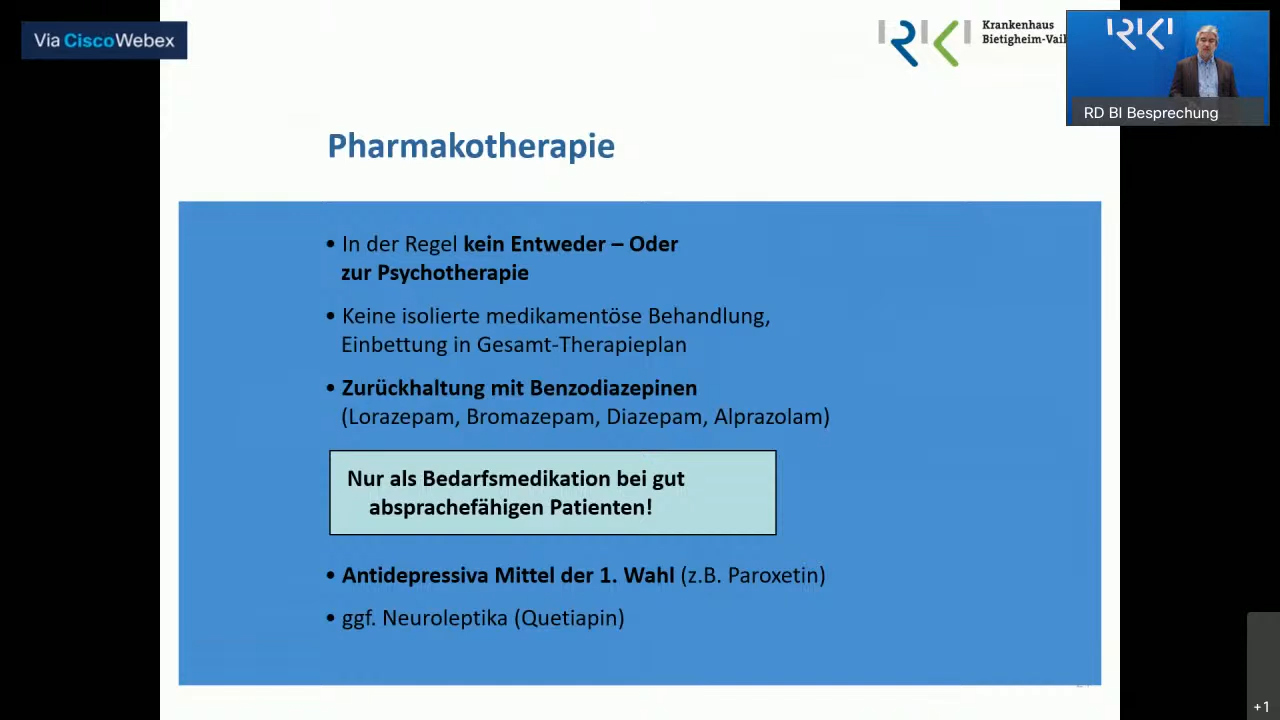 Via CiscoWebex
Krankenhaus
RD BI Besprechung
Pharmakotherapie
• In der Regel kein Entweder – Oder
zur Psychotherapie
• Keine isolierte medikamentöse Behandlung,
Einbettung in Gesamt-Therapieplan
• Zurückhaltung mit Benzodiazepinen
(Lorazepam, Bromazepam, Diazepam, Alprazolam)
Nur als Bedarfsmedikation bei gut
absprachefähigen Patienten!
• Antidepressiva Mittel der 1. Wahl (z.B. Paroxetin)
• ggf. Neuroleptika (Quetiapin)
+1